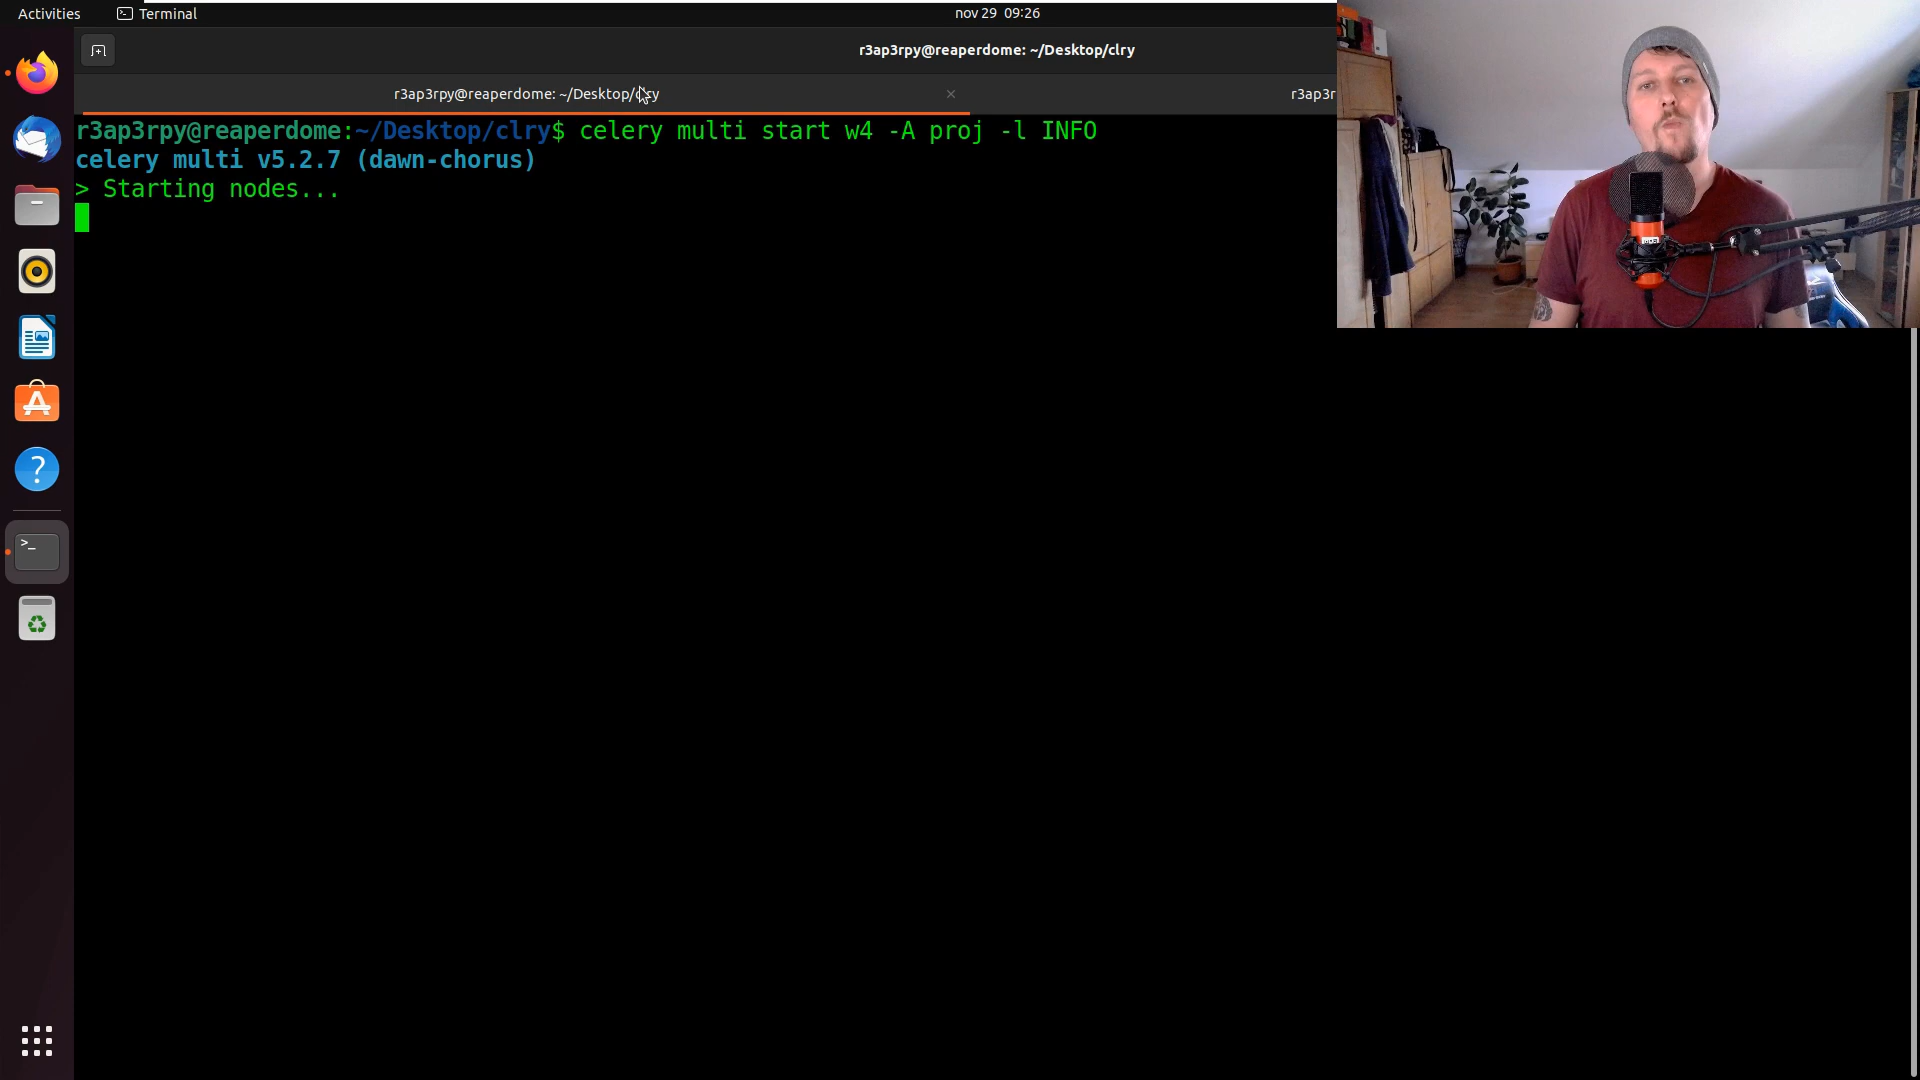 Activities
Terminal
nov 29 09:26
r3ap3rpy@reaperdome: ~/Desktop/clry
r3ap3rpy@reaperdome: ~/Desktop/clry
r3ap3r
r3ap3rpy@reaperdome:~/Desktop/clry$ celery multi start w4 -A proj -l INFO
celery multi v5.2.7 (dawn-chorus)
> Starting nodes...